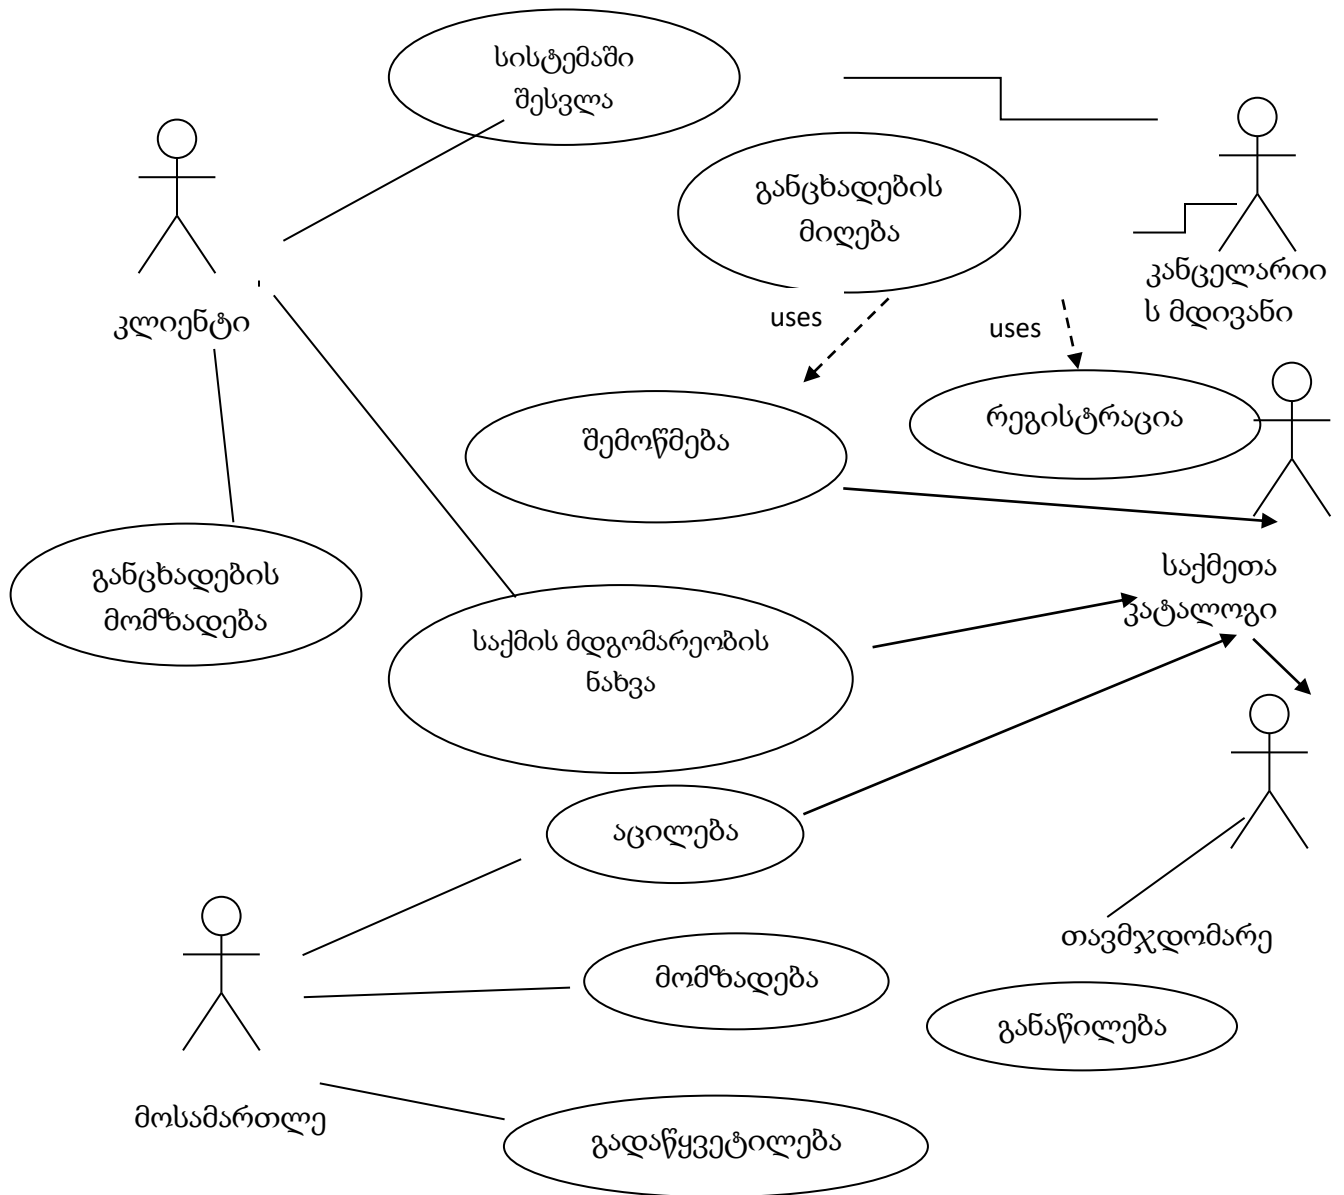 სისტემაში
შესვლა
განცხადების
მიღება
კანცელარიი
ს მდივანი
კლიენტი
uses
uses
რეგისტრაცია
შემოწმება
საქმეთა
კატალოგი
განცხადების
მომზადება
საქმის მდგომარეობის
ნახვა
აცილება
თავმჯდომარე
მომზადება
განაწილება
მოსამართლე
გადაწყვეტილება